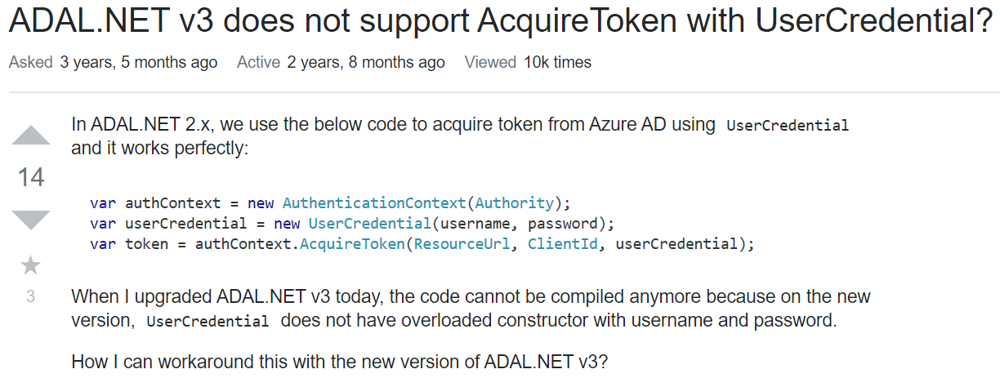 ADAL.NET v3 does not support AcquireToken with UserCredential?
Asked 3 years, 5 months ago Active 2 years, 8 months ago Viewed 10k times
In ADAL.NET 2.x, we use the below code to acquire token from Azure AD using UserCredential
and it works perfectly:
14
var authContext = new AuthenticationContext(Authority);
var userCredential = new UserCredential(username, password);
var token = authContext.AcquireToken(ResourceUrl, ClientId, userCredential);
3
When I upgraded ADAL.NET v3 today, the code cannot be compiled anymore because on the new
version, UserCredential does not have overloaded constructor with username and password.
How I can workaround this with the new version of ADAL.NET v3?